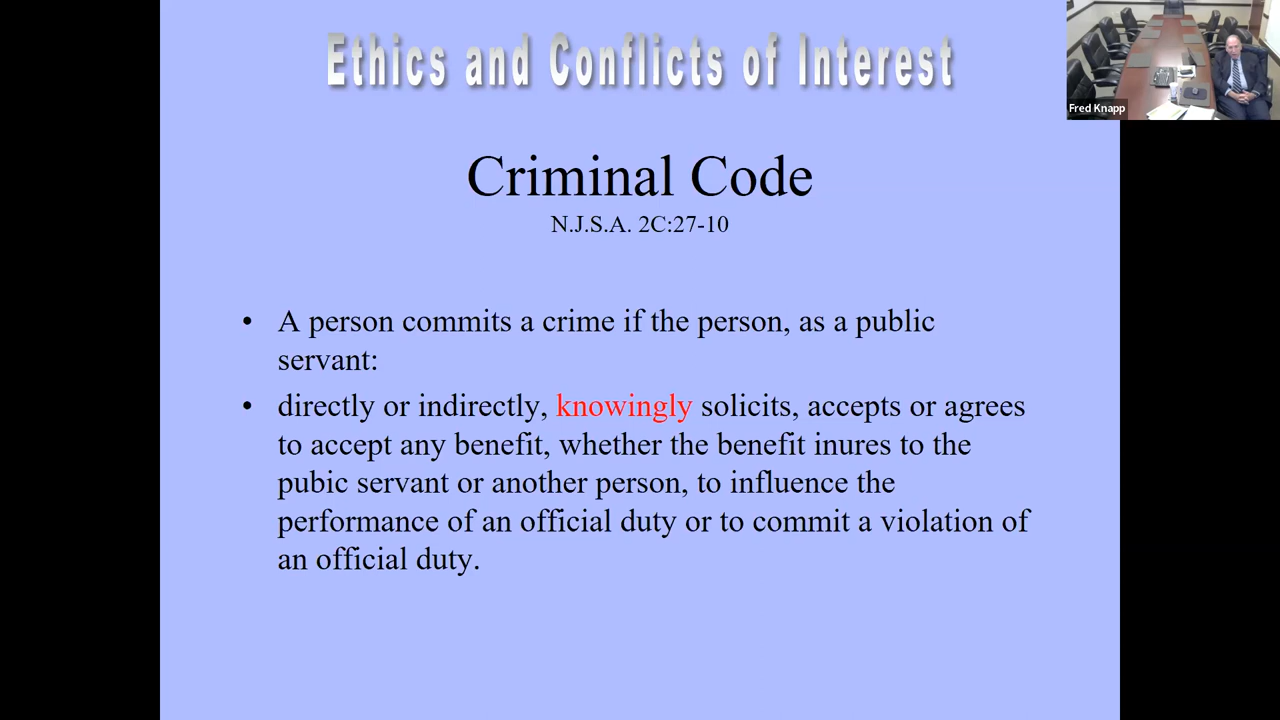 Ethics and Conflicts of Interest
Fred Knapp
Criminal Code
N.J.S.A. 2C:27-10
• A person commits a crime if the person, as a public
servant:
• directly or indirectly, knowingly solicits, accepts or agrees
to accept any benefit, whether the benefit inures to the
pubic servant or another person, to influence the
performance of an official duty or to commit a violation of
an official duty.